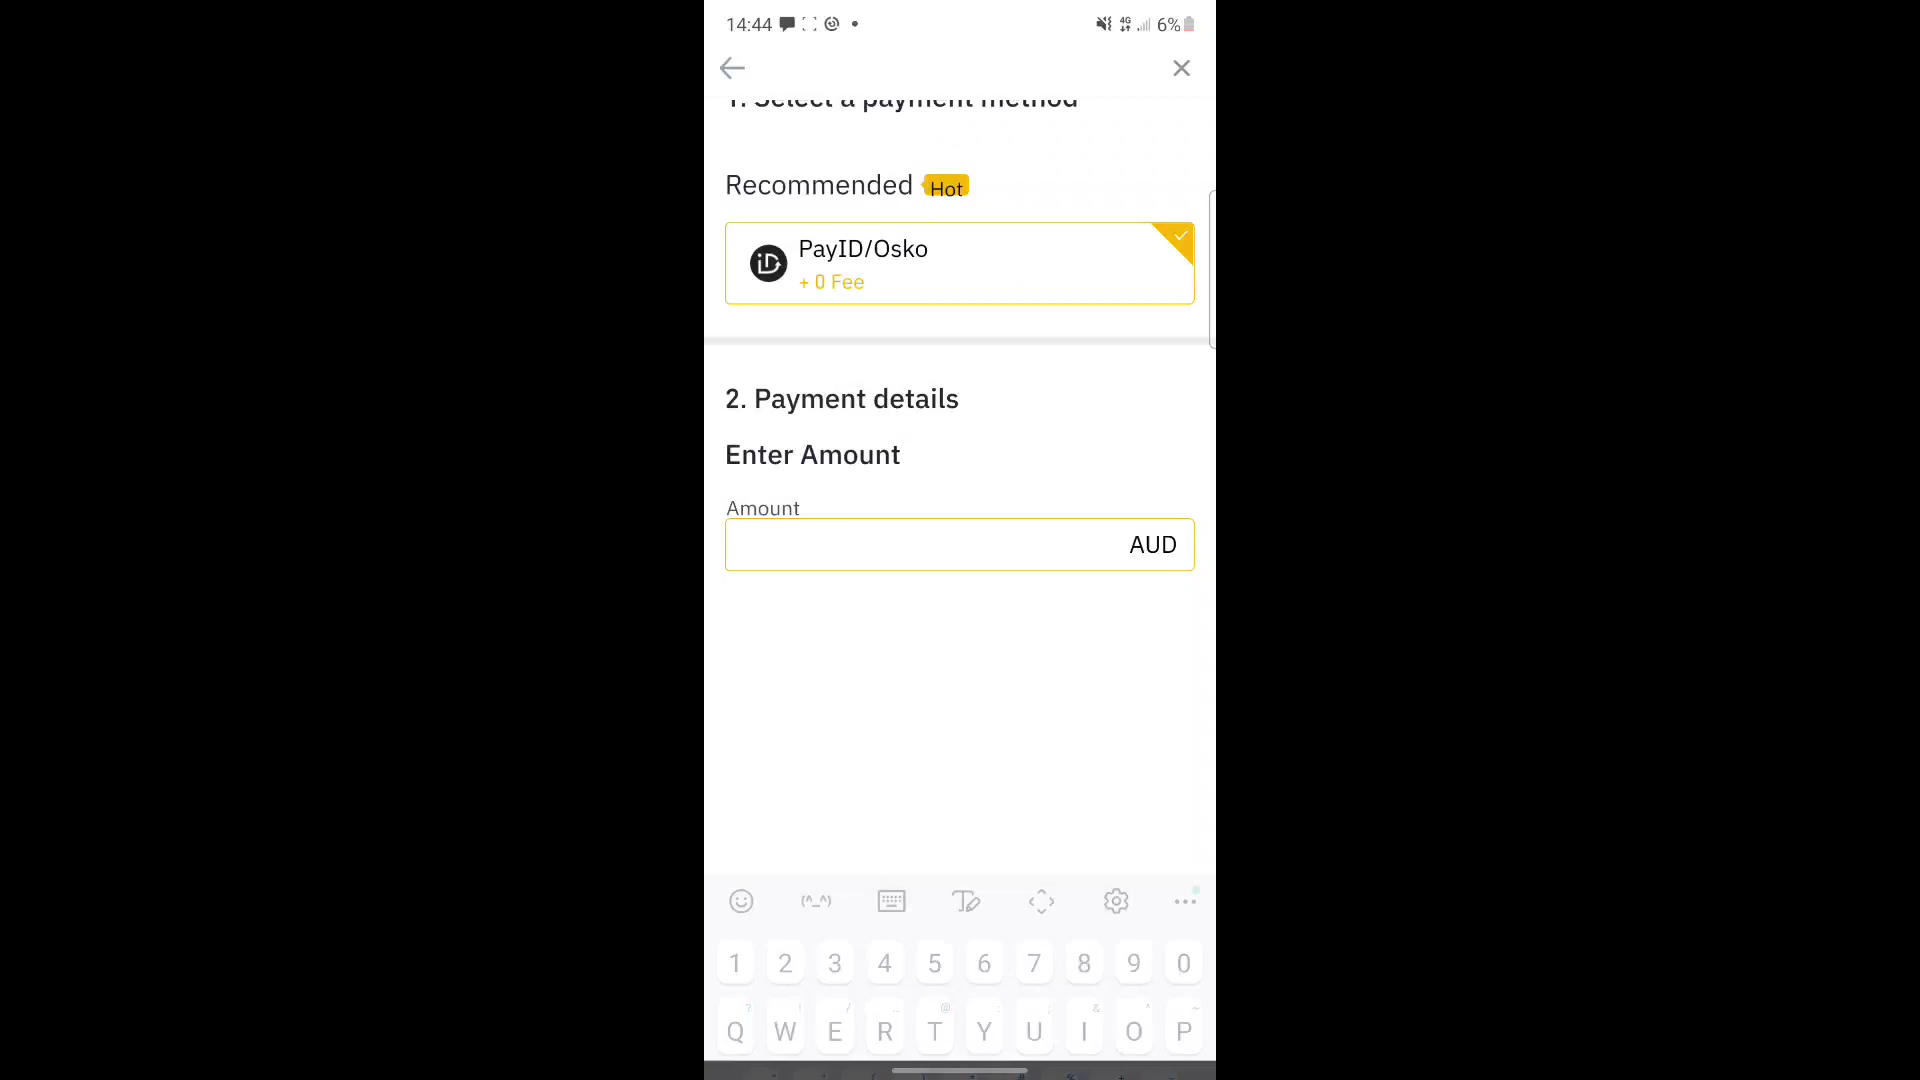 14:44 4G 6%
1. Select a payment method
Recommended Hot
PayID/Osko
+ 0 Fee
2. Payment details
Enter Amount
Amount
AUD
(^_^)
1 2 3 4 5 6 7 8 9 0
Q W E R T Y U I O P